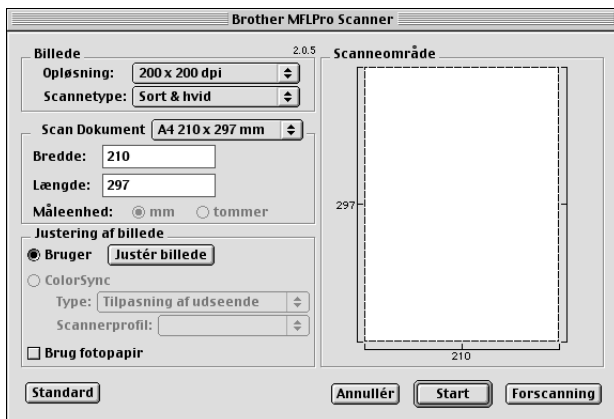 Brother MFLPro Scanner
Billede 2.0.5
Opløsning: 200 x 200 dpi
Scannetype: Sort & hvid
Scan Dokument A4 210 x 297 mm
Bredde: 210
Længde: 297
Måleenhed: mm tommer
Justering af billede
Bruger Justér billede
ColorSync
Type: Tilpasning af udseende
Scannerprofil:
Brug fotopapir
Standard
Scanneområde
297
210
Annullér Start Forscanning